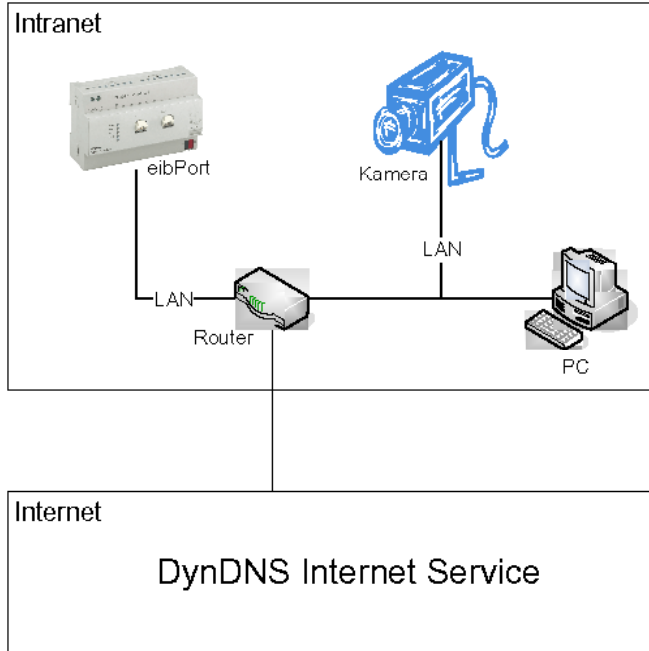 Intranet
eibPort
Kamera
LAN
LAN
Router
PC
Internet
DynDNS Internet Service